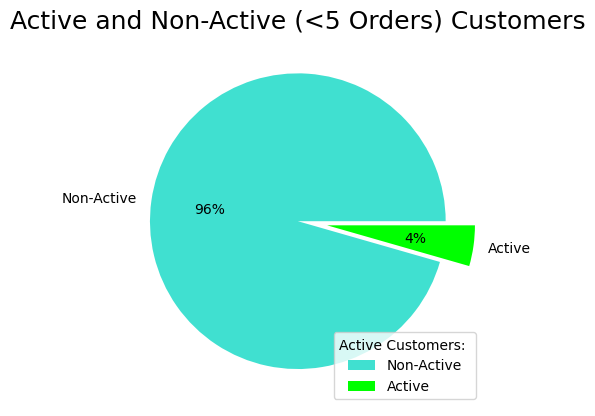 Active and Non-Active (<5 Orders) Customers
Non-Active
96%
4%
Active
Active Customers:
Non-Active
Active